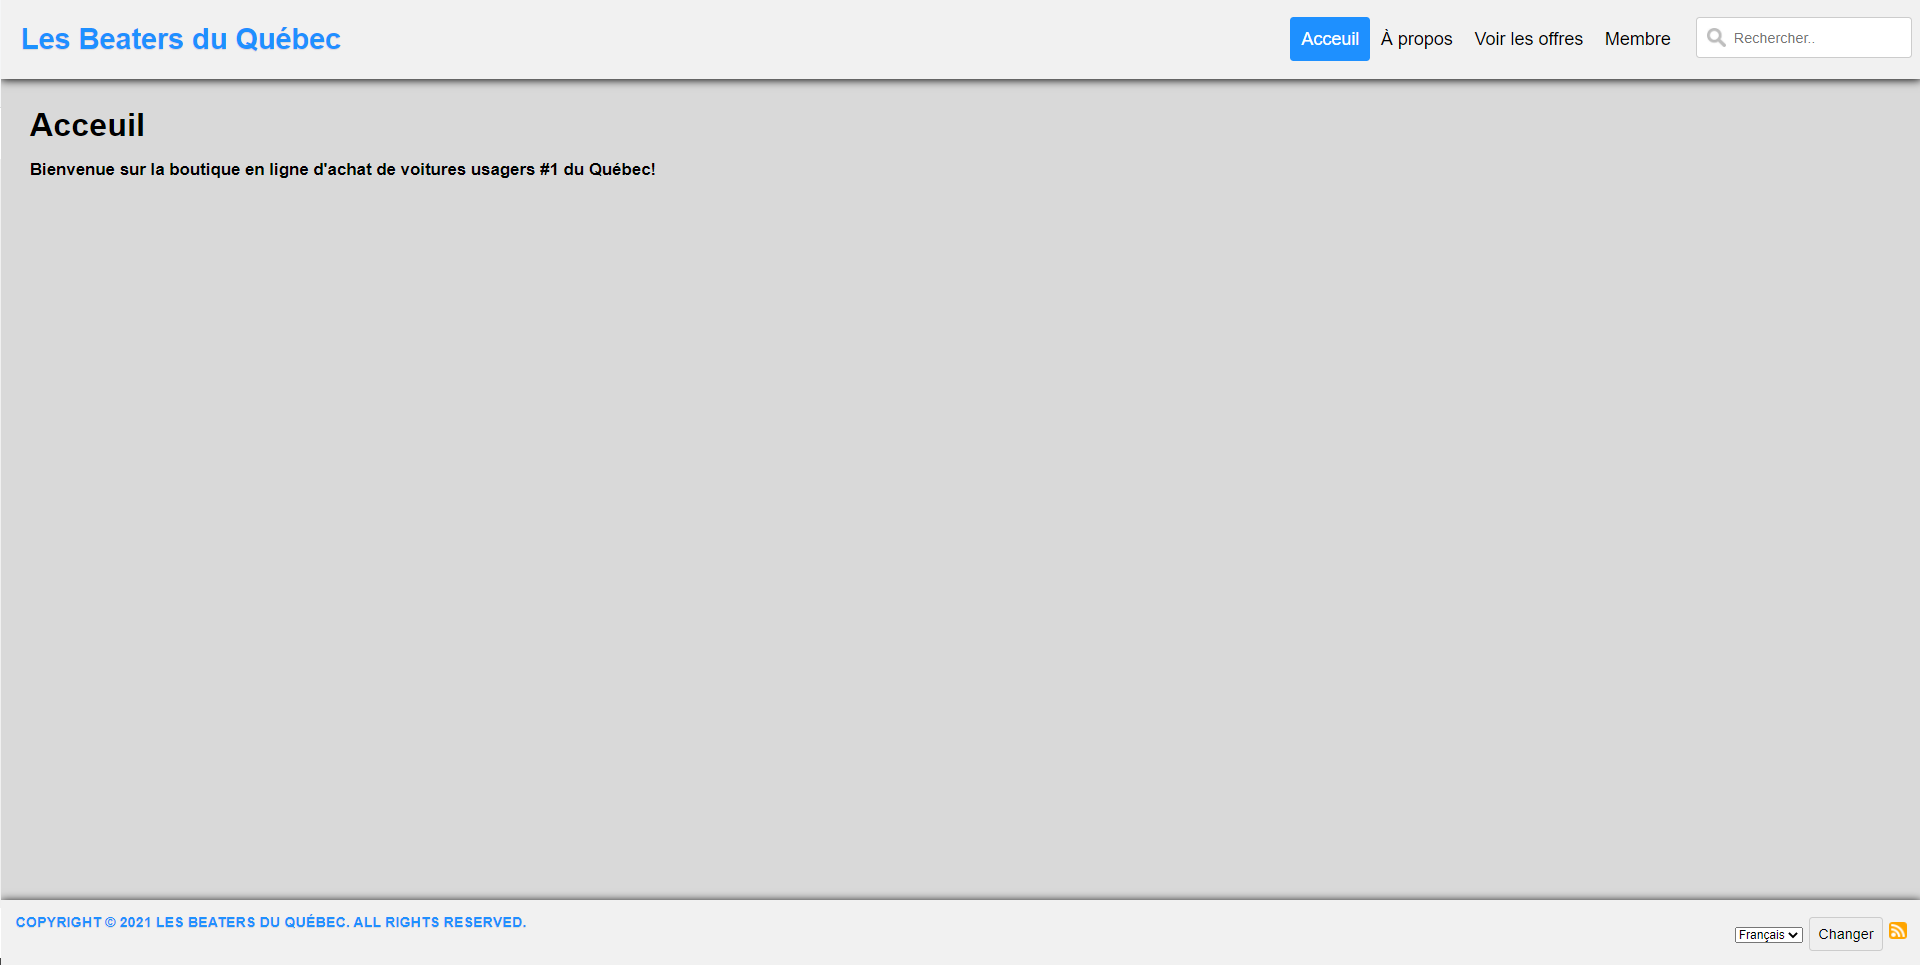 Les Beaters du Québec
Acceuil À propos Voir les offres Membre Rechercher..
Acceuil
Bienvenue sur la boutique en ligne d'achat de voitures usagers #1 du Québec!
COPYRIGHT © 2021 LES BEATERS DU QUÉBEC. ALL RIGHTS RESERVED.
Français Changer